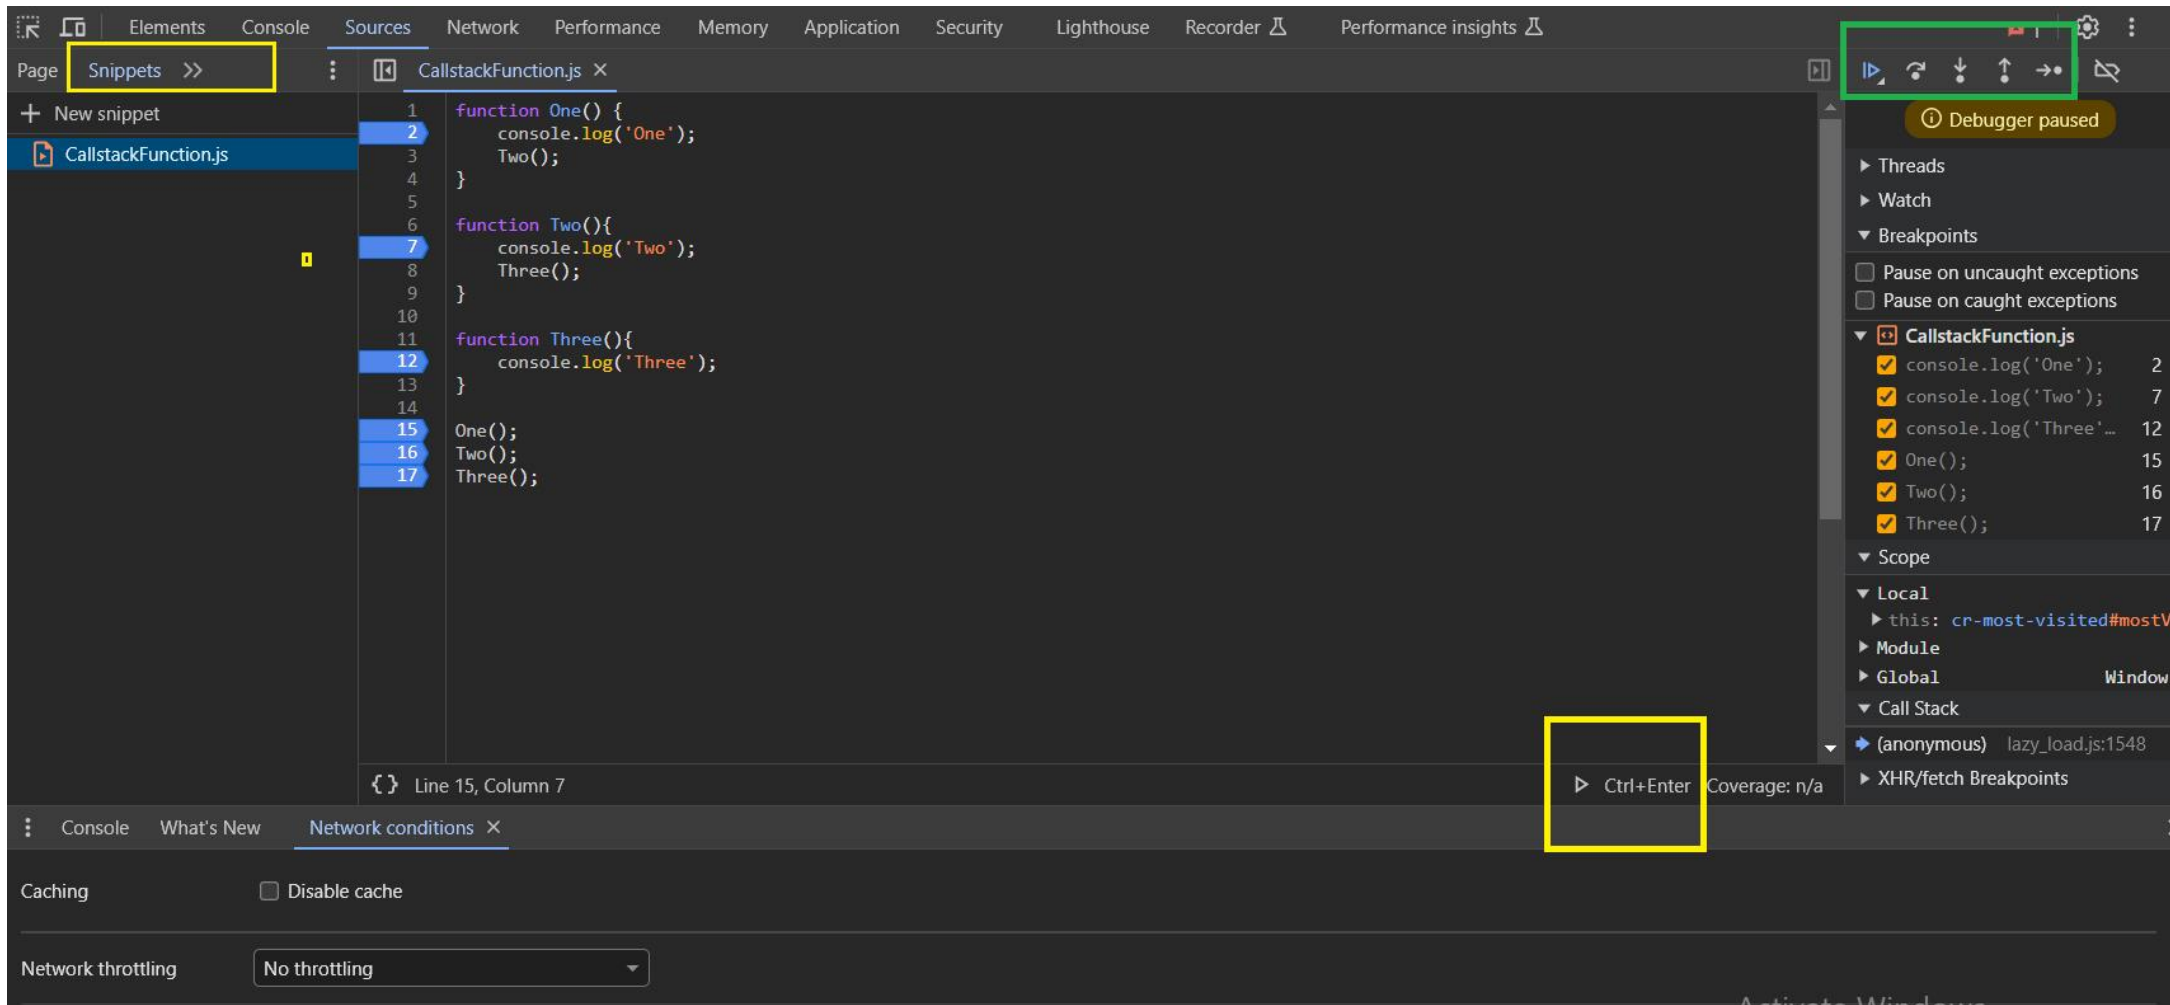 Elements Console Sources Network Performance Memory Application Security Lighthouse Recorder Performance insights
Page Snippets CallstackFunction.js
New snippet
CallstackFunction.js
1 function One() {
2 console.log('One');
3 Two();
4 }
5
6 function Two(){
7 console.log('Two');
8 Three();
9 }
10
11 function Three(){
12 console.log('Three');
13 }
14
15 One();
16 Two();
17 Three();
{} Line 15, Column 7 Ctrl+Enter Coverage: n/a
Debugger paused
Threads
Watch
Breakpoints
Pause on uncaught exceptions
Pause on caught exceptions
CallstackFunction.js
console.log('One'); 2
console.log('Two'); 7
console.log('Three'… 12
One(); 15
Two(); 16
Three(); 17
Scope
Local
this: cr-most-visited#mostV
Module
Global Window
Call Stack
(anonymous) lazy_load.js:1548
XHR/fetch Breakpoints
Console What's New Network conditions
Caching Disable cache
Network throttling No throttling